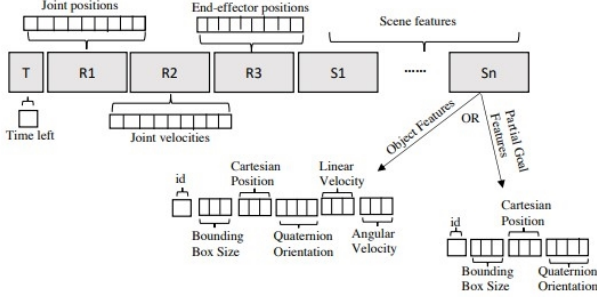 Joint positions
End-effector positions
Scene features
T
R1
R2
R3
S1
......
Sn
Time left
Joint velocities
Object Features
OR
Partial Goal
Features
id
Cartesian
Position
Linear
Velocity
Bounding
Box Size
Quaternion
Orientation
Angular
Velocity
id
Cartesian
Position
Bounding
Box Size
Quaternion
Orientation